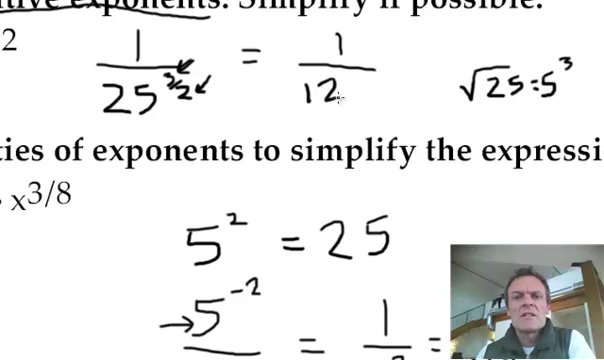 exponents. Simplify if possible.
2
1/25^3/2 = 1/12 √25 = 5^3
ties of exponents to simplify the expressi
x^3/8
5^2 = 25
→ 5^-2 = 1 =